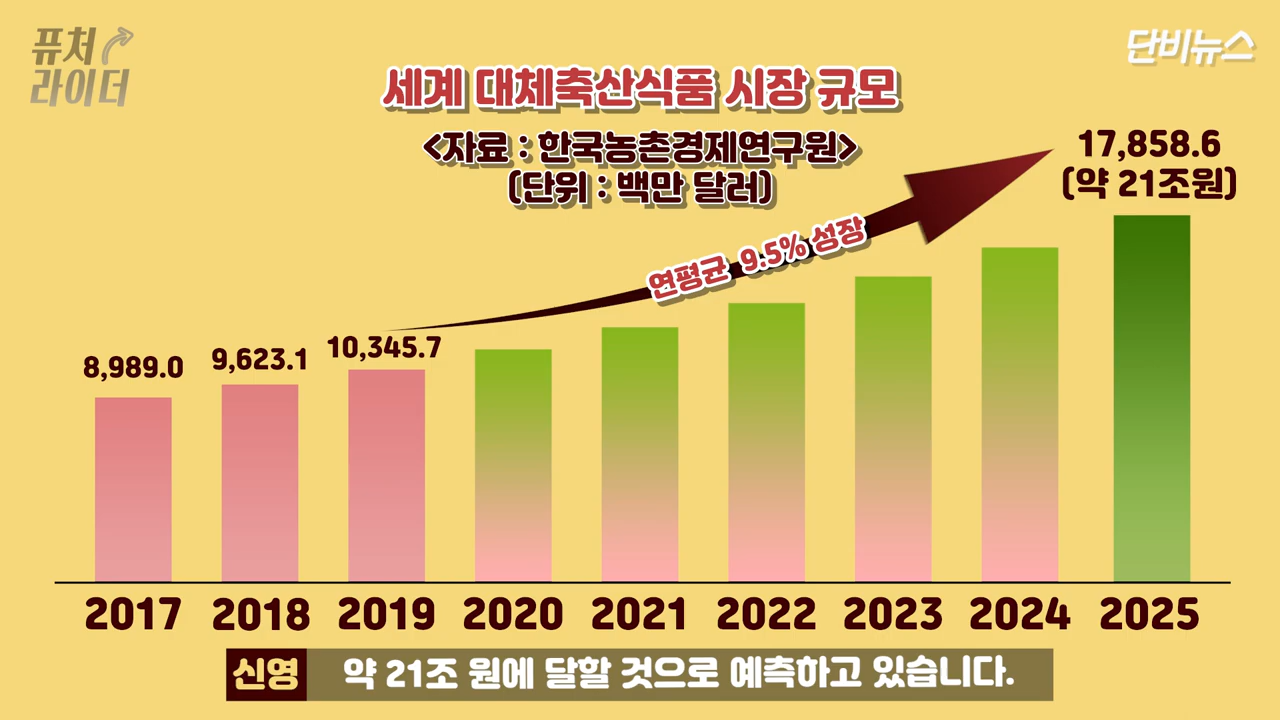 퓨처
라이더
단비뉴스
세계 대체축산식품 시장 규모
<자료 : 한국농촌경제연구원>
(단위 : 백만 달러)
17,858.6
(약 21조원)
연평균 9.5% 성장
8,989.0
9,623.1
10,345.7
2017 2018 2019 2020 2021 2022 2023 2024 2025
신영 약 21조 원에 달할 것으로 예측하고 있습니다.